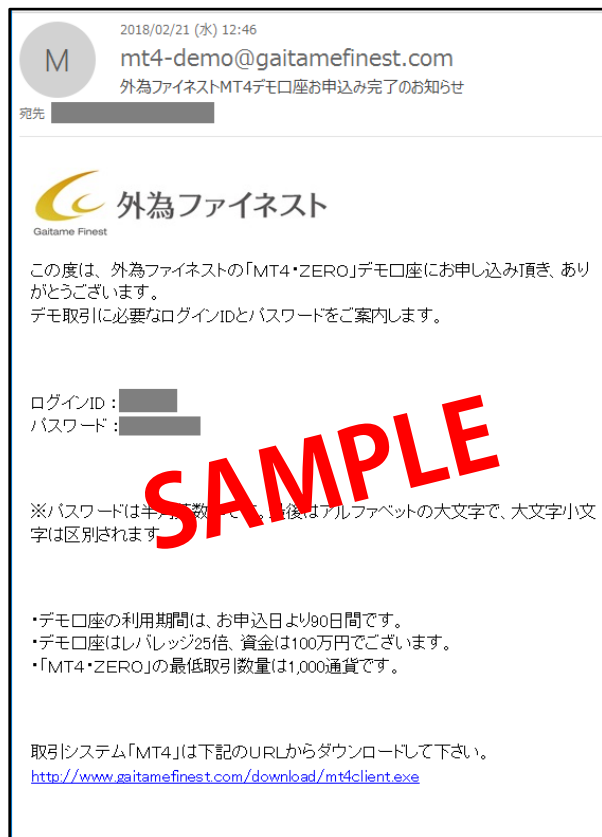 M
2018/02/21 (水) 12:46
mt4-demo@gaitamefinest.com
外為ファイネストMT4デモ口座お申込み完了のお知らせ
宛先
外為ファイネスト
Gaitame Finest
この度は、外為ファイネストの「MT4・ZERO」デモ口座にお申し込み頂き、あり
がとうございます。
デモ取引に必要なログインIDとパスワードをご案内します。
ログインID：
パスワード：
SAMPLE
※パスワードは半角英数 です。最後はアルファベットの大文字で、大文字小文
字は区別されます
・デモ口座の利用期間は、お申込日より90日間です。
・デモ口座はレバレッジ25倍、資金は100万円でございます。
・「MT4・ZERO」の最低取引数量は1,000通貨です。
取引システム「MT4」は下記のURLからダウンロードして下さい。
http://www.gaitamefinest.com/download/mt4client.exe